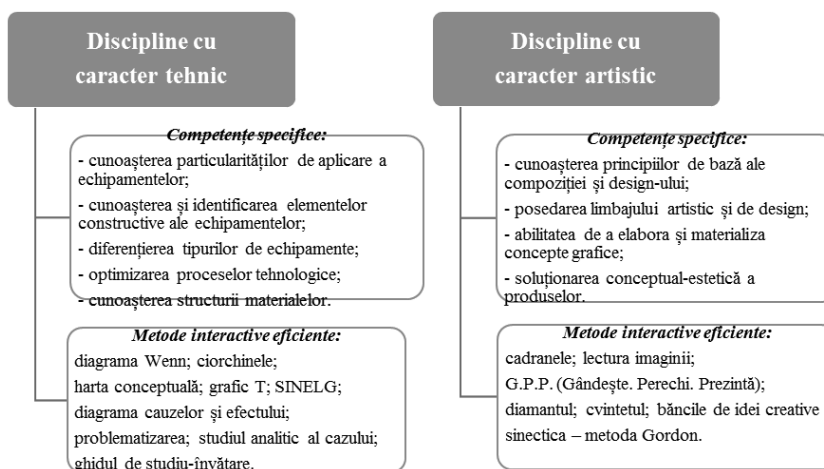 Discipline cu
caracter tehnic
Competențe specifice:
- cunoașterea particularităților de aplicare a
echipamentelor;
- cunoașterea și identificarea elementelor
constructive ale echipamentelor;
- diferențierea tipurilor de echipamente;
- optimizarea proceselor tehnologice;
- cunoașterea structurii materialelor.
Metode interactive eficiente:
diagrama Wenn; ciorchinele;
harta conceptuală; grafic T; SINELG;
diagrama cauzelor și efectului;
problematizarea; studiul analitic al cazului;
ghidul de studiu-învățare.
Discipline cu
caracter artistic
Competențe specifice:
- cunoașterea principiilor de bază ale
compoziției și design-ului;
- posedarea limbajului artistic și de design;
- abilitatea de a elabora și materializa
concepte grafice;
- soluționarea conceptual-estetică a
produselor.
Metode interactive eficiente:
cadranele; lectura imaginii;
G.P.P. (Gândește. Perechi. Prezintă);
diamantul; cvintetul; băncile de idei creative
sinectica – metoda Gordon.